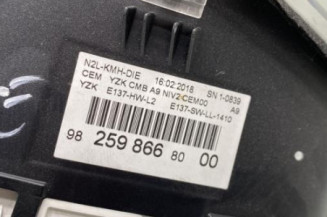 N2L-KMH-DIE 16:02:2018 SN 1-0839
CEM YZK CMB A9 NIV2 CEM00 A9
YZK E137-HW-L2 E137-SW-LL-1410
98 259 866 80 00